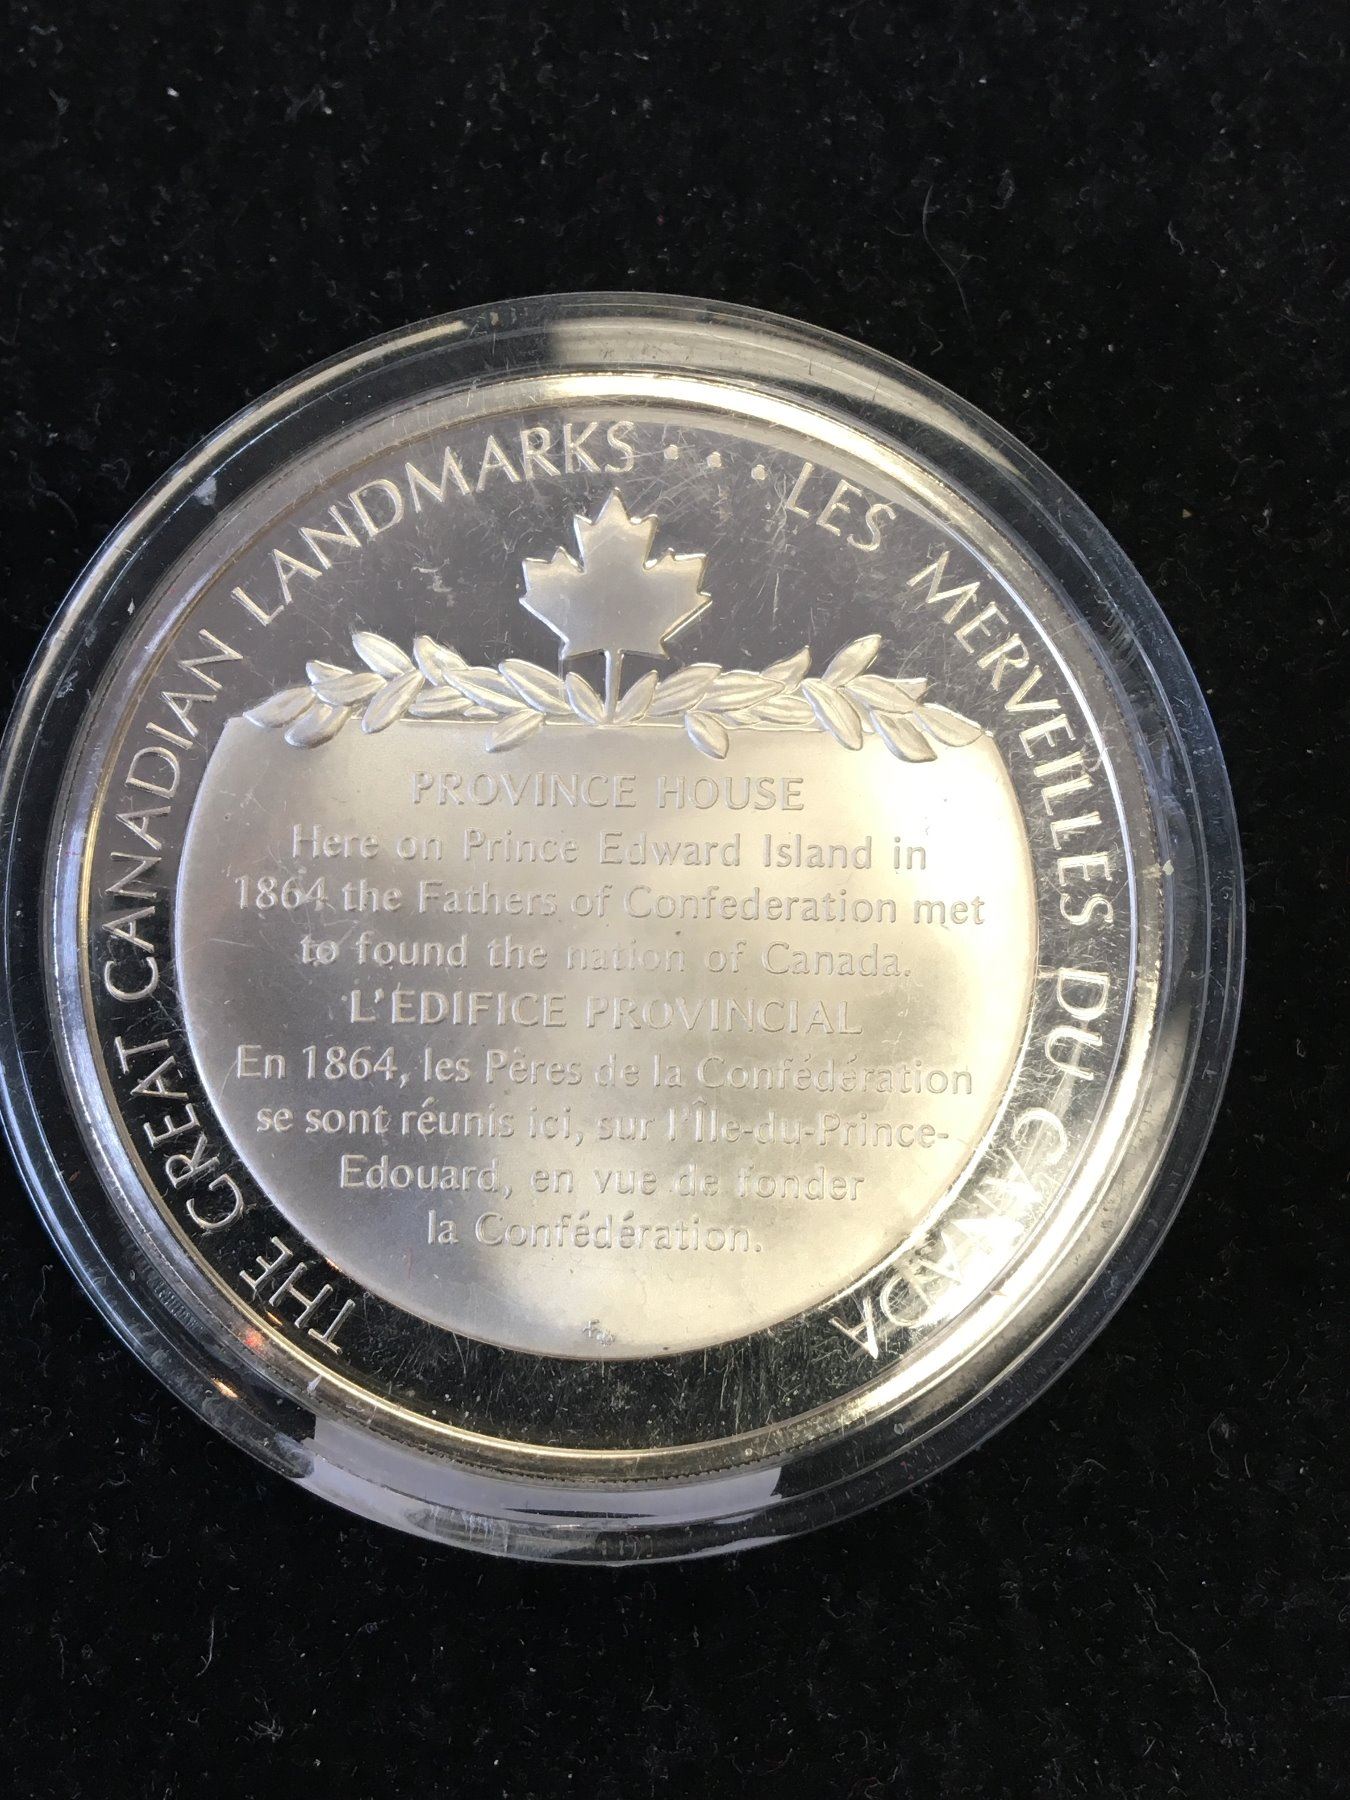 THE GREAT CANADIAN LANDMARKS . . . LES MERVEILLES DU CANADA
PROVINCE HOUSE
Here on Prince Edward Island in
1864 the Fathers of Confederation met
to found the nation of Canada.
L'EDIFICE PROVINCIAL
En 1864, les Pères de la Confédération
se sont réunis ici, sur l'Île-du-Prince-
Edouard, en vue de fonder
la Confédération.